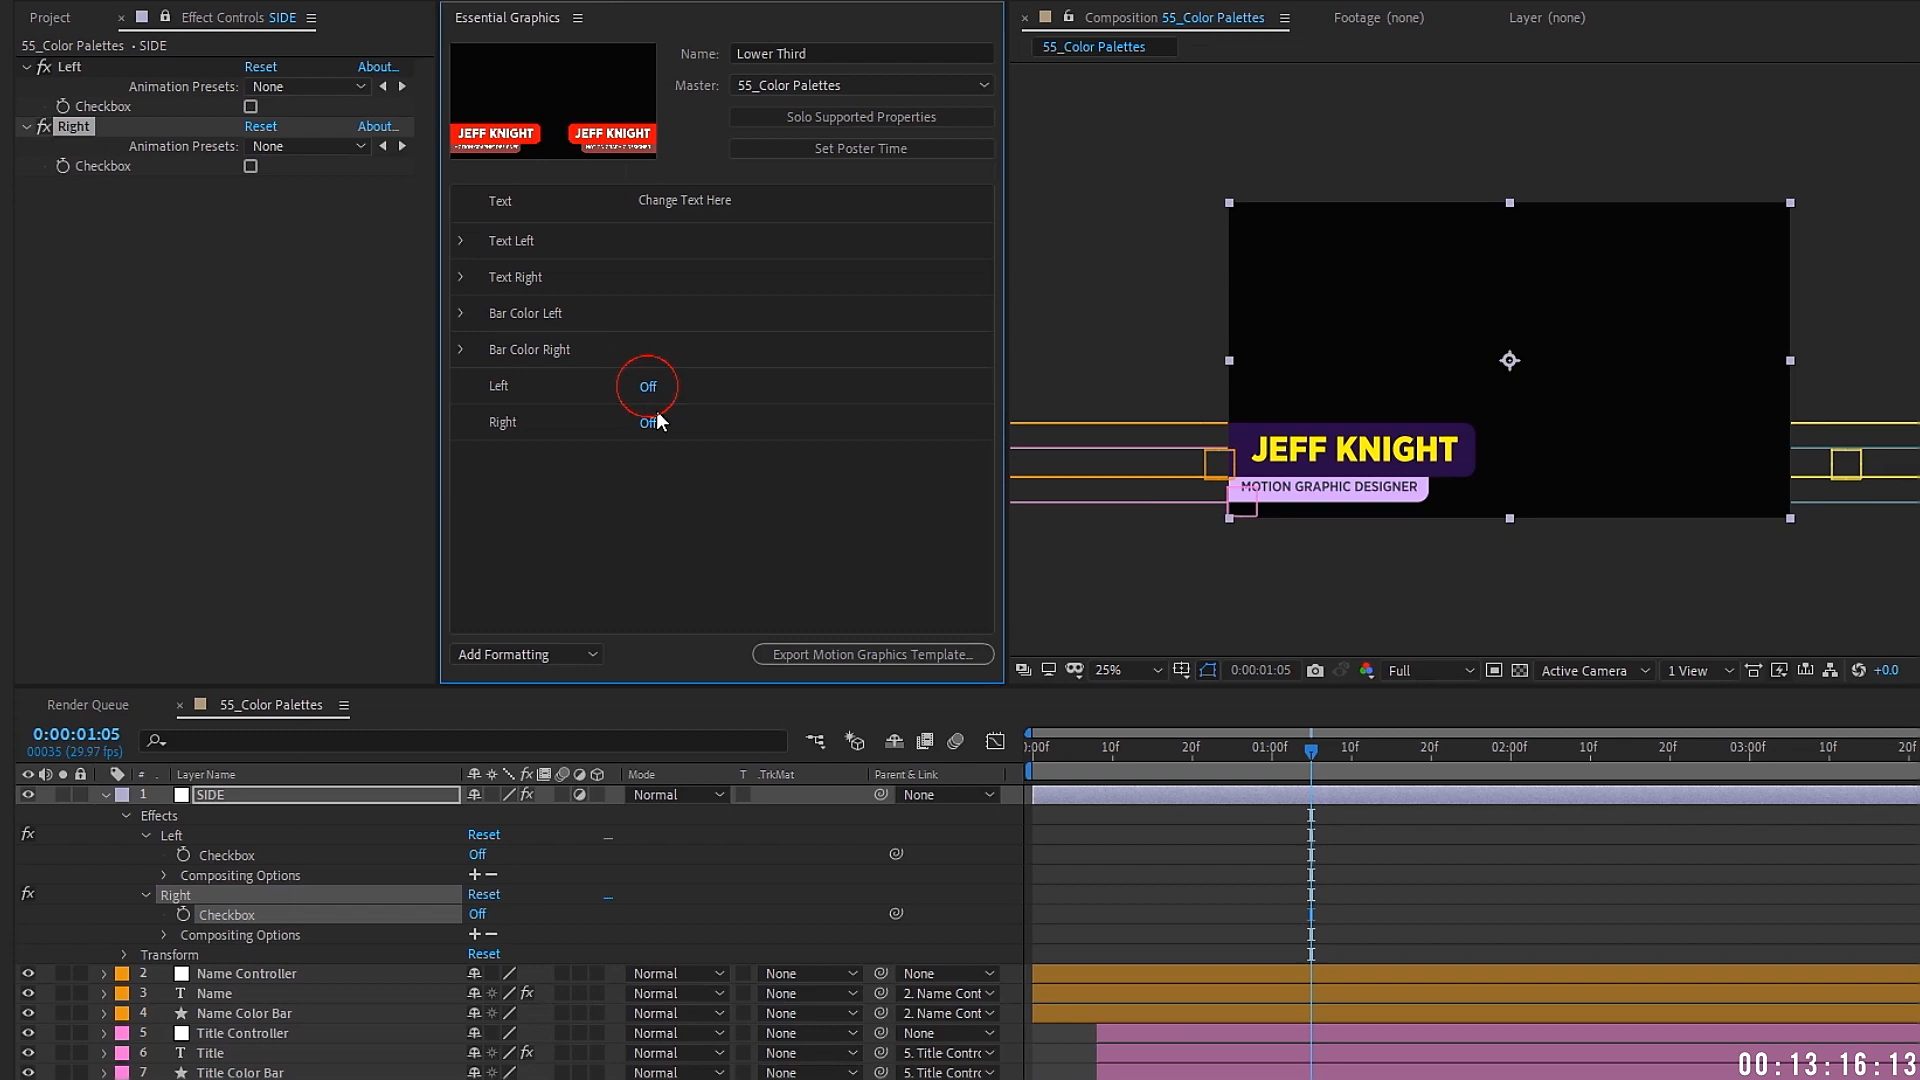 Project
× Effect Controls SIDE
Essential Graphics
× Composition 55_Color Palettes
Footage (none)
Layer (none)
55_Color Palettes • SIDE
55_Color Palettes
fx Left Reset About...
Animation Presets: None
Checkbox
fx Right Reset About...
Animation Presets: None
Checkbox
Name: Lower Third
Master: 55_Color Palettes
Solo Supported Properties
Set Poster Time
JEFF KNIGHT JEFF KNIGHT
Text Change Text Here
Text Left
Text Right
Bar Color Left
Bar Color Right
Left Off
Right Off
Add Formatting
Export Motion Graphics Template...
JEFF KNIGHT
MOTION GRAPHIC DESIGNER
25% 0:00:01:05 Full Active Camera 1 View +0.0
Render Queue
× 55_Color Palettes
0:00:01:05
00035 (29.97 fps)
):00f 10f 20f 01:00f 10f 20f 02:00f 10f 20f 03:00f 10f 20f
# . Layer Name fx Mode T .TrkMat Parent & Link
1 SIDE fx Normal None
Effects
fx Left Reset ...
Checkbox Off
Compositing Options + −
fx Right Reset ...
Checkbox Off
Compositing Options + −
Transform Reset
2 Name Controller Normal None None
3 T Name fx Normal None 2. Name Cont
4 Name Color Bar Normal None 2. Name Cont
5 Title Controller Normal None None
6 T Title fx Normal None 5. Title Contr
7 Title Color Bar Normal None 5. Title Contr
00:13:16:13